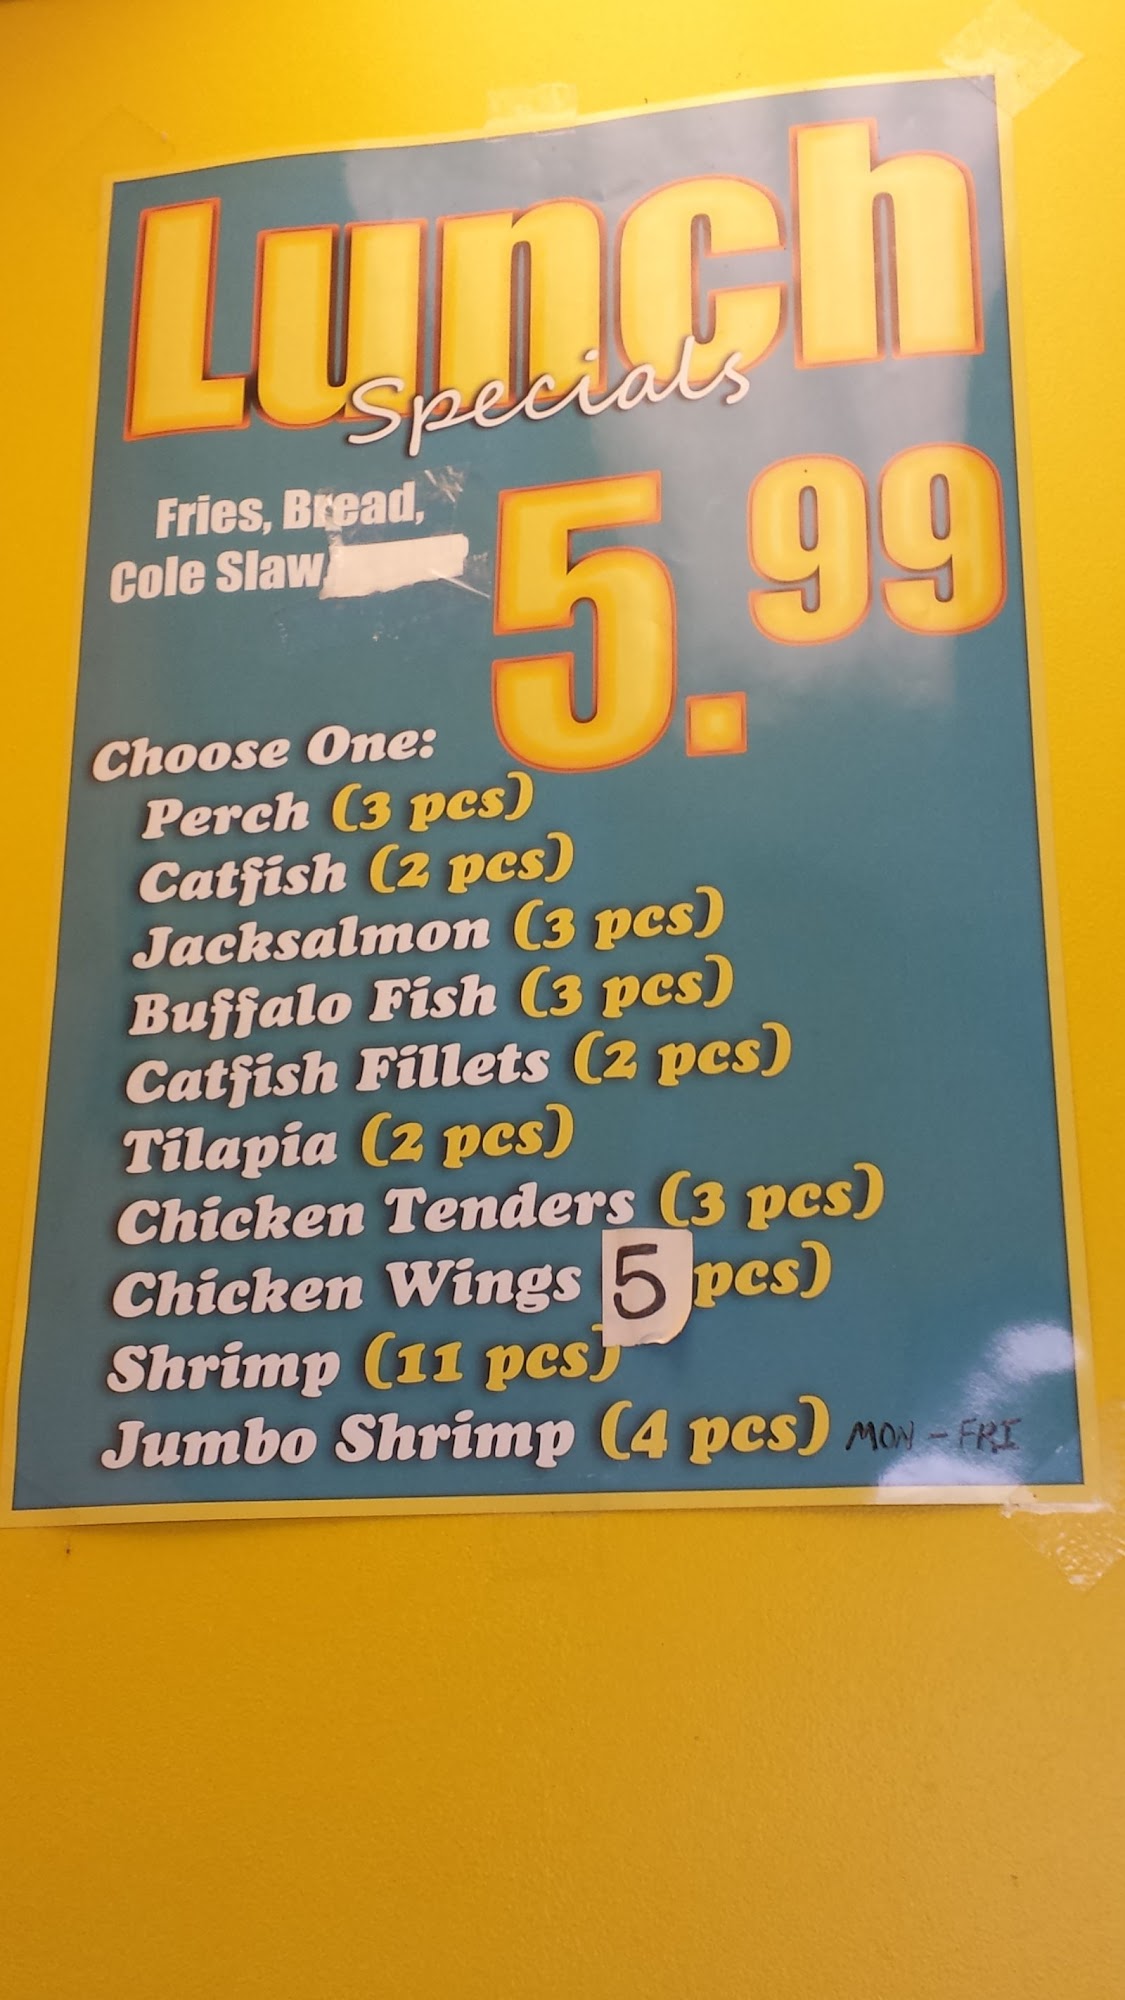 Lunch
Specials
5.99
Fries, Bread,
Cole Slaw
Choose One:
Perch (3 pcs)
Catfish (2 pcs)
Jacksalmon (3 pcs)
Buffalo Fish (3 pcs)
Catfish Fillets (2 pcs)
Tilapia (2 pcs)
Chicken Tenders (3 pcs)
Chicken Wings 5 pcs)
Shrimp (11 pcs)
Jumbo Shrimp (4 pcs) MON - FRI